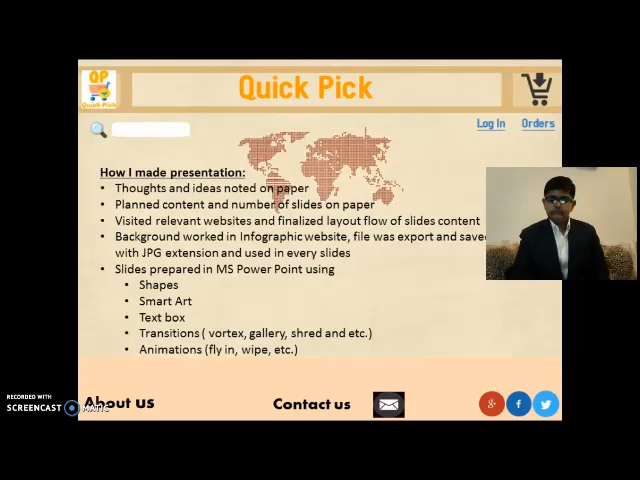 QP
Quick Pick
Quick Pick
Log In Orders
How I made presentation:
• Thoughts and ideas noted on paper
• Planned content and number of slides on paper
• Visited relevant websites and finalized layout flow of slides content
• Background worked in Infographic website, file was export and saved
with JPG extension and used in every slides
• Slides prepared in MS Power Point using
• Shapes
• Smart Art
• Text box
• Transitions ( vortex, gallery, shred and etc.)
• Animations (fly in, wipe, etc.)
About us Contact us g+ f
RECORDED WITH
SCREENCAST MATIC